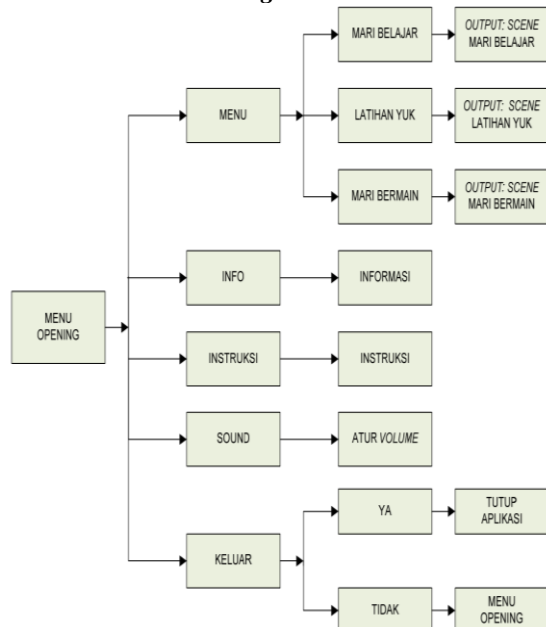 MARI BELAJAR
OUTPUT: SCENE
MARI BELAJAR
MENU
LATIHAN YUK
OUTPUT: SCENE
LATIHAN YUK
MARI BERMAIN
OUTPUT: SCENE
MARI BERMAIN
INFO
INFORMASI
MENU
OPENING
INSTRUKSI
INSTRUKSI
SOUND
ATUR VOLUME
KELUAR
YA
TUTUP
APLIKASI
TIDAK
MENU
OPENING